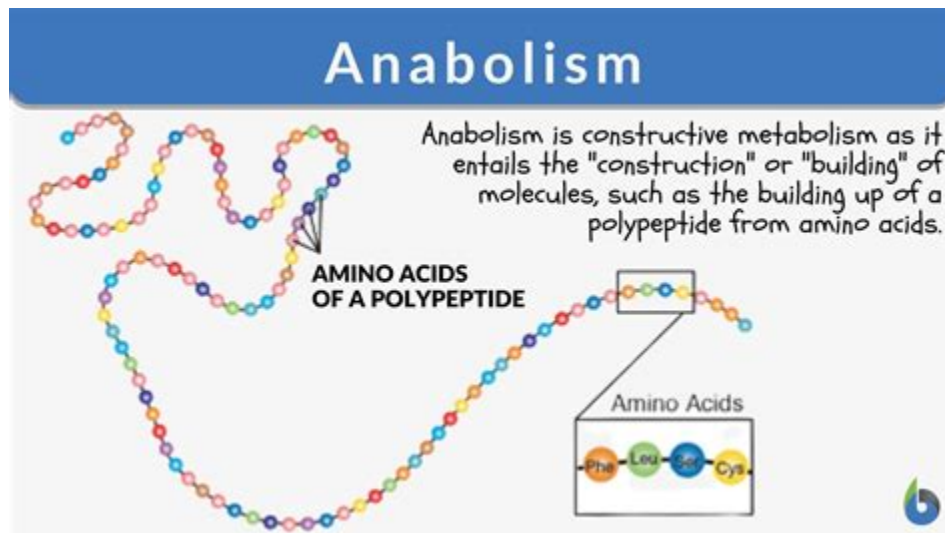 Anabolism
Anabolism is constructive metabolism as it
entails the "construction" or "building" of
molecules, such as the building up of a
polypeptide from amino acids.
AMINO ACIDS
OF A POLYPEPTIDE
Amino Acids
Phe Leu Ser Cys